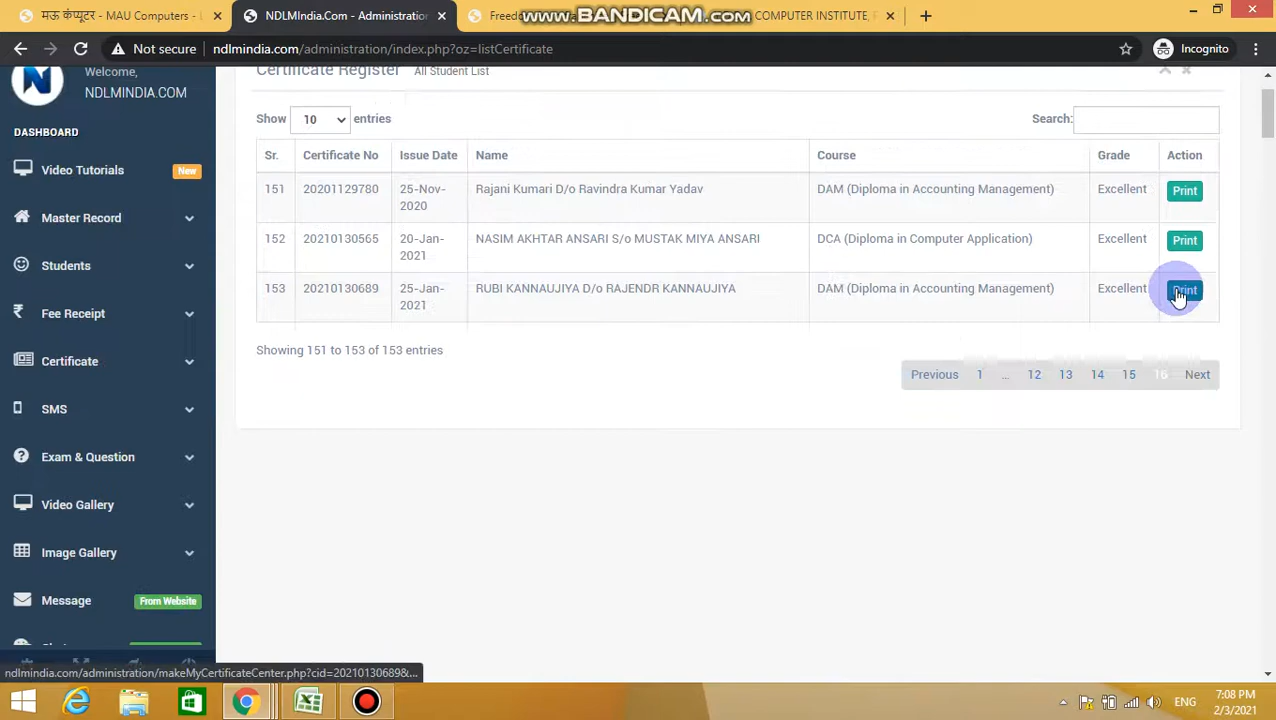 मऊ कंप्यूटर - MAU Computers - L
NDLMIndia.Com - Administration
Freed
WWW.BANDICAM.COM
COMPUTER INSTITUTE, F
Not secure
ndlmindia.com/administration/index.php?oz=listCertificate
Incognito
Welcome,
NDLMINDIA.COM
DASHBOARD
Video Tutorials New
Master Record
Students
Fee Receipt
Certificate
SMS
Exam & Question
Video Gallery
Image Gallery
Message From Website
Certificate Register All Student List
Show 10 entries Search:
Sr. Certificate No Issue Date Name Course Grade Action
151 20201129780 25-Nov-2020 Rajani Kumari D/o Ravindra Kumar Yadav DAM (Diploma in Accounting Management) Excellent Print
152 20210130565 20-Jan-2021 NASIM AKHTAR ANSARI S/o MUSTAK MIYA ANSARI DCA (Diploma in Computer Application) Excellent Print
153 20210130689 25-Jan-2021 RUBI KANNAUJIYA D/o RAJENDR KANNAUJIYA DAM (Diploma in Accounting Management) Excellent Print
Showing 151 to 153 of 153 entries
Previous 1 ... 12 13 14 15 16 Next
ndlmindia.com/administration/makeMyCertificateCenter.php?cid=20210130689&...
ENG
7:08 PM
2/3/2021